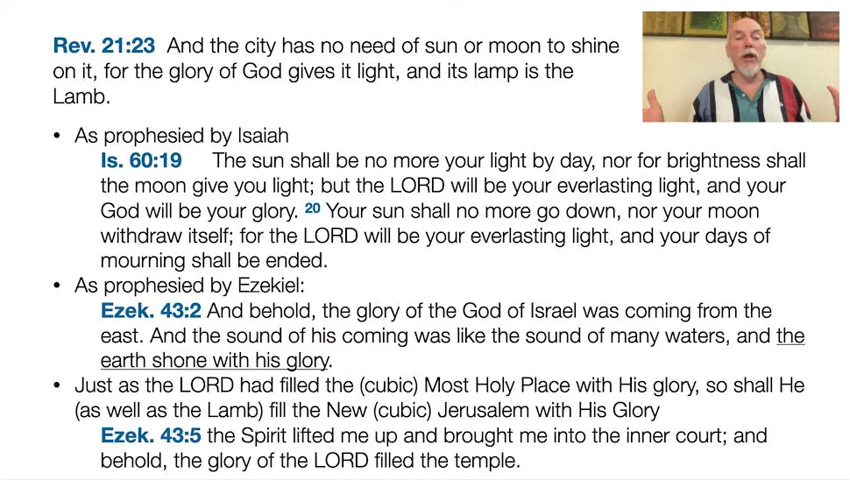 Rev. 21:23 And the city has no need of sun or moon to shine
on it, for the glory of God gives it light, and its lamp is the
Lamb.
• As prophesied by Isaiah
Is. 60:19 The sun shall be no more your light by day, nor for brightness shall
the moon give you light; but the LORD will be your everlasting light, and your
God will be your glory. 20 Your sun shall no more go down, nor your moon
withdraw itself; for the LORD will be your everlasting light, and your days of
mourning shall be ended.
• As prophesied by Ezekiel:
Ezek. 43:2 And behold, the glory of the God of Israel was coming from the
east. And the sound of his coming was like the sound of many waters, and the
earth shone with his glory.
• Just as the LORD had filled the (cubic) Most Holy Place with His glory, so shall He
(as well as the Lamb) fill the New (cubic) Jerusalem with His Glory
Ezek. 43:5 the Spirit lifted me up and brought me into the inner court; and
behold, the glory of the LORD filled the temple.